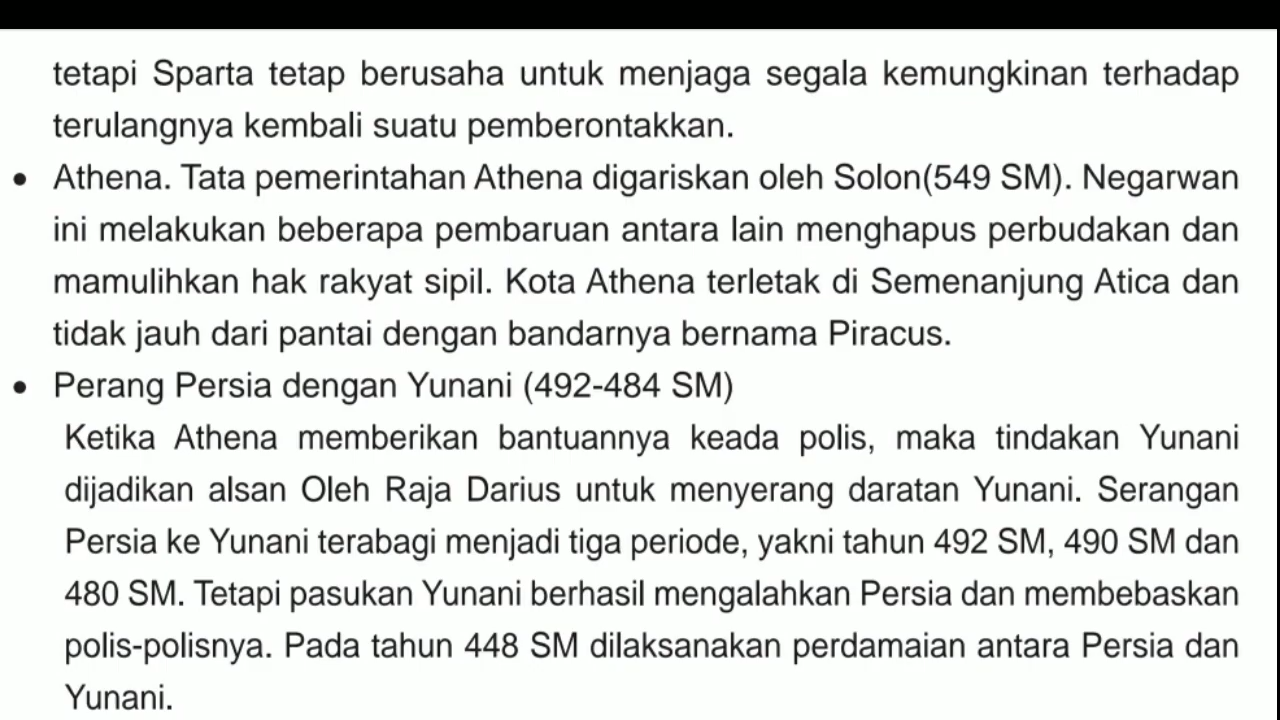 tetapi Sparta tetap berusaha untuk menjaga segala kemungkinan terhadap
terulangnya kembali suatu pemberontakkan.
• Athena. Tata pemerintahan Athena digariskan oleh Solon(549 SM). Negarwan
ini melakukan beberapa pembaruan antara lain menghapus perbudakan dan
mamulihkan hak rakyat sipil. Kota Athena terletak di Semenanjung Atica dan
tidak jauh dari pantai dengan bandarnya bernama Piracus.
• Perang Persia dengan Yunani (492-484 SM)
Ketika Athena memberikan bantuannya keada polis, maka tindakan Yunani
dijadikan alsan Oleh Raja Darius untuk menyerang daratan Yunani. Serangan
Persia ke Yunani terabagi menjadi tiga periode, yakni tahun 492 SM, 490 SM dan
480 SM. Tetapi pasukan Yunani berhasil mengalahkan Persia dan membebaskan
polis-polisnya. Pada tahun 448 SM dilaksanakan perdamaian antara Persia dan
Yunani.